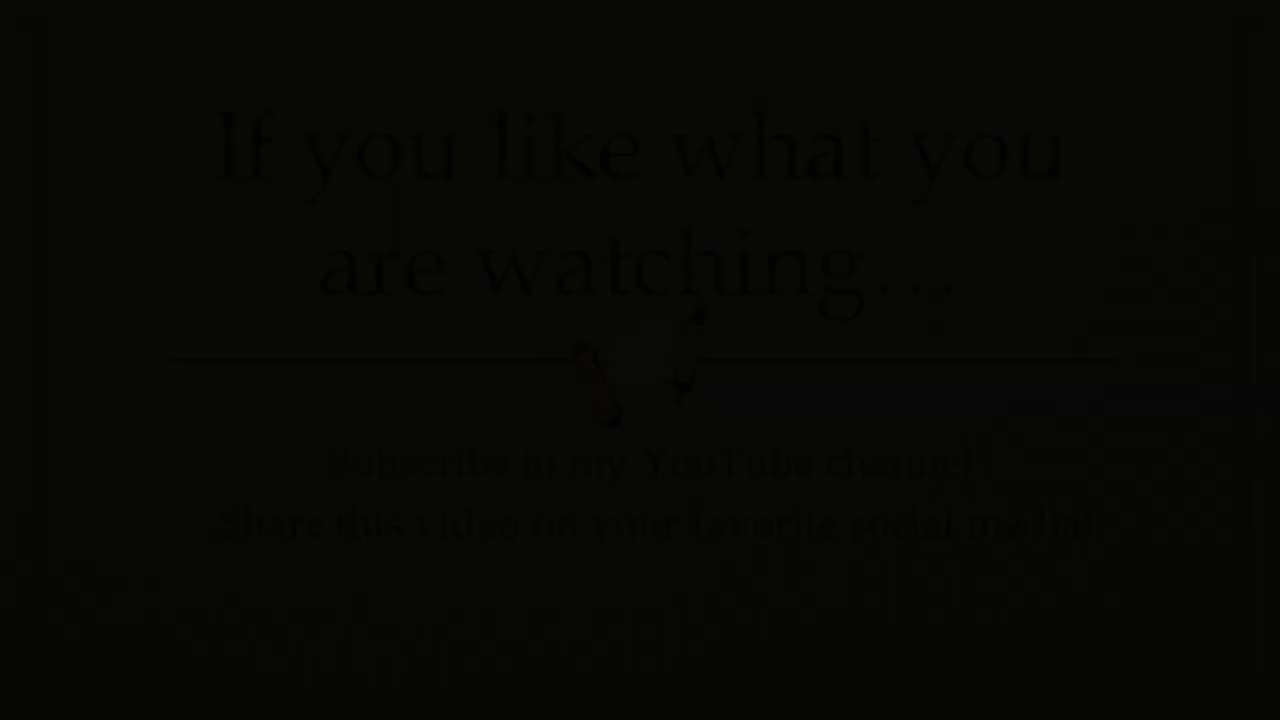 If you like what you
are watching...
Subscribe to my YouTube channel!
Share this video on your favorite social media!